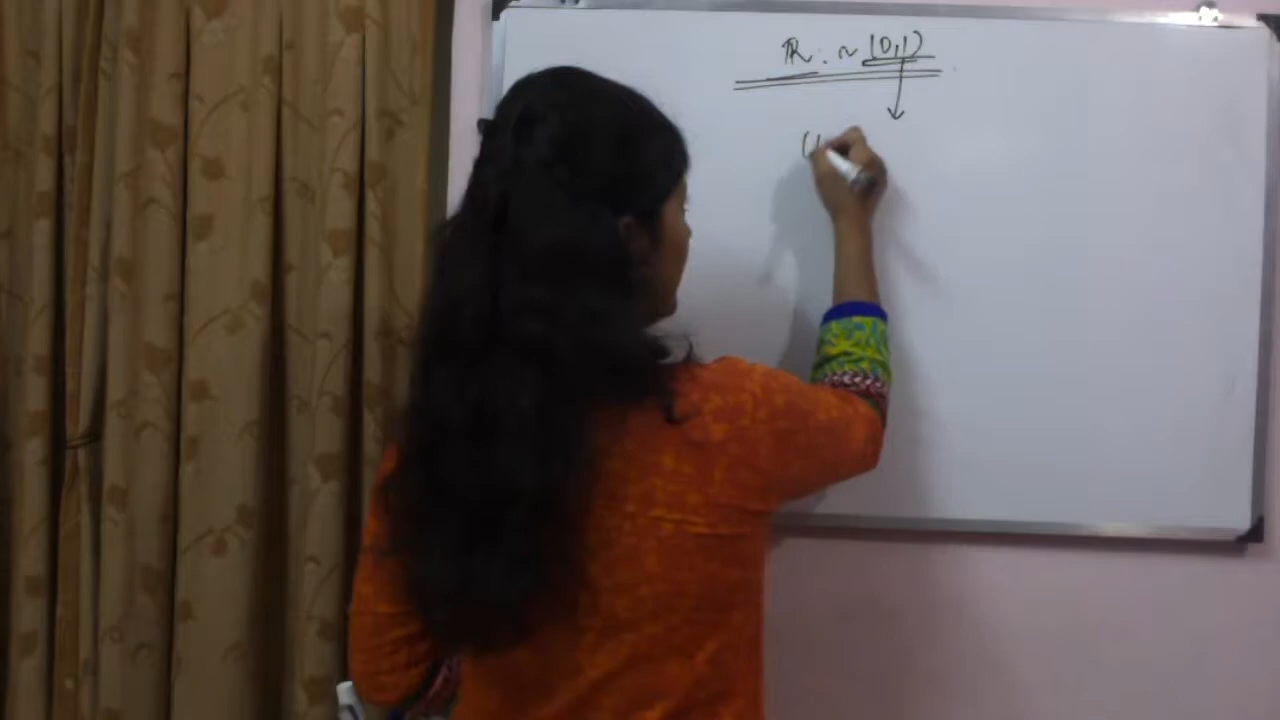 R : ~ (0,1)